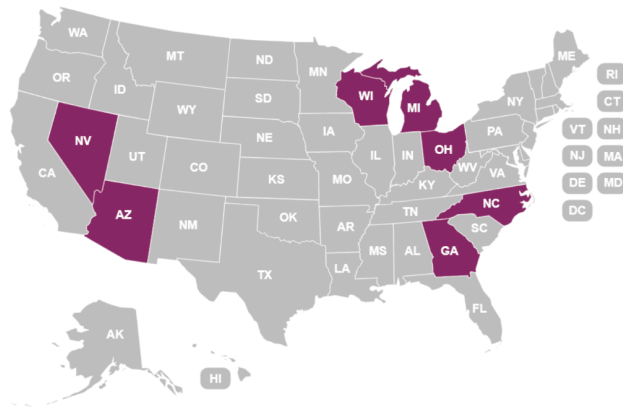 WA
MT
ND
MN
ME
OR
ID
WY
SD
WI
MI
NY
RI
CT
VT
NH
NV
UT
CO
NE
IA
IL
IN
OH
PA
NJ
MA
CA
KS
MO
KY
WV
VA
DE
MD
AZ
NM
OK
AR
TN
NC
SC
DC
TX
LA
MS
AL
GA
FL
AK
HI